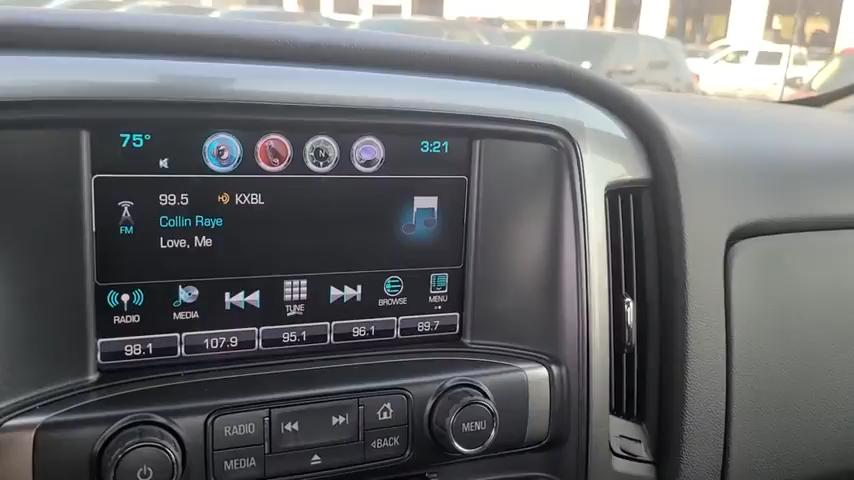 75° 3:21
N
99.5 HD KXBL
FM Collin Raye
Love, Me
RADIO MEDIA TUNE BROWSE MENU
98.1 107.9 95.1 96.1 89.7
RADIO
MEDIA
BACK
MENU